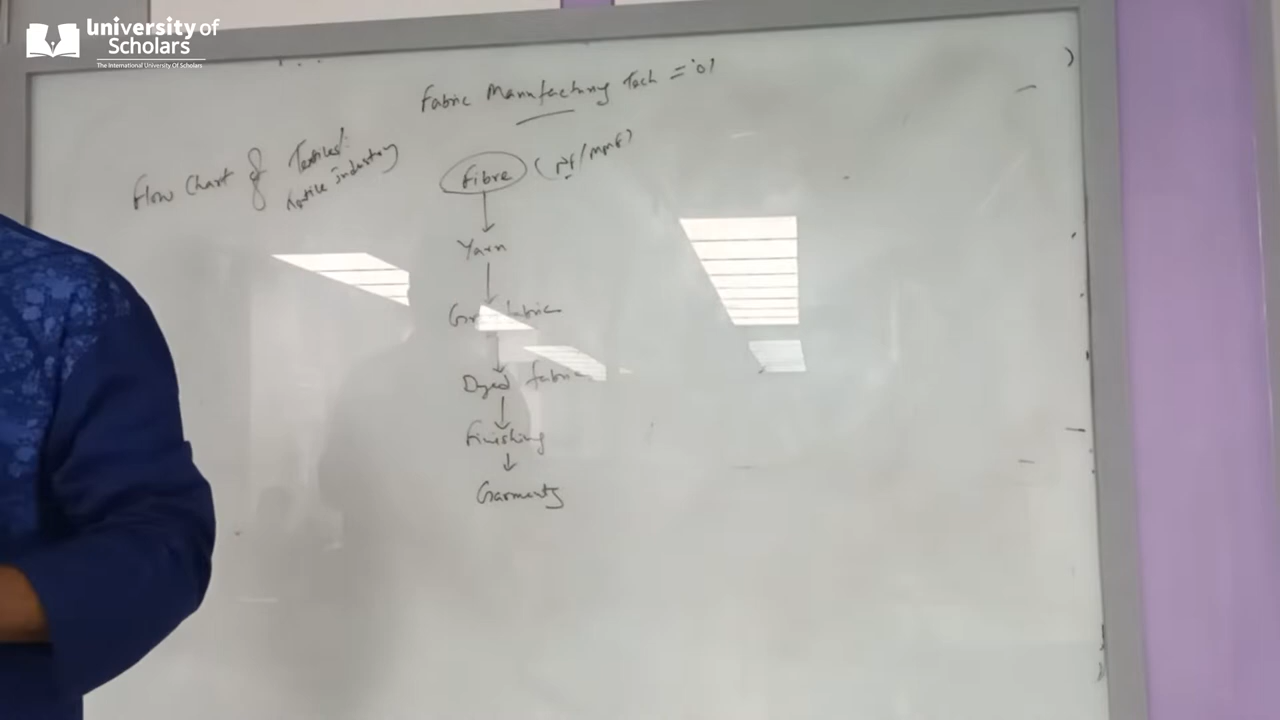 University of
Scholars
The International University Of Scholars
Fabric Manufacturing Tech = '01
Flow Chart of Textiles:
textile industry
Fibre (nf/mmf)
Yarn
fabric
Dyed fabric
Finishing
Garments